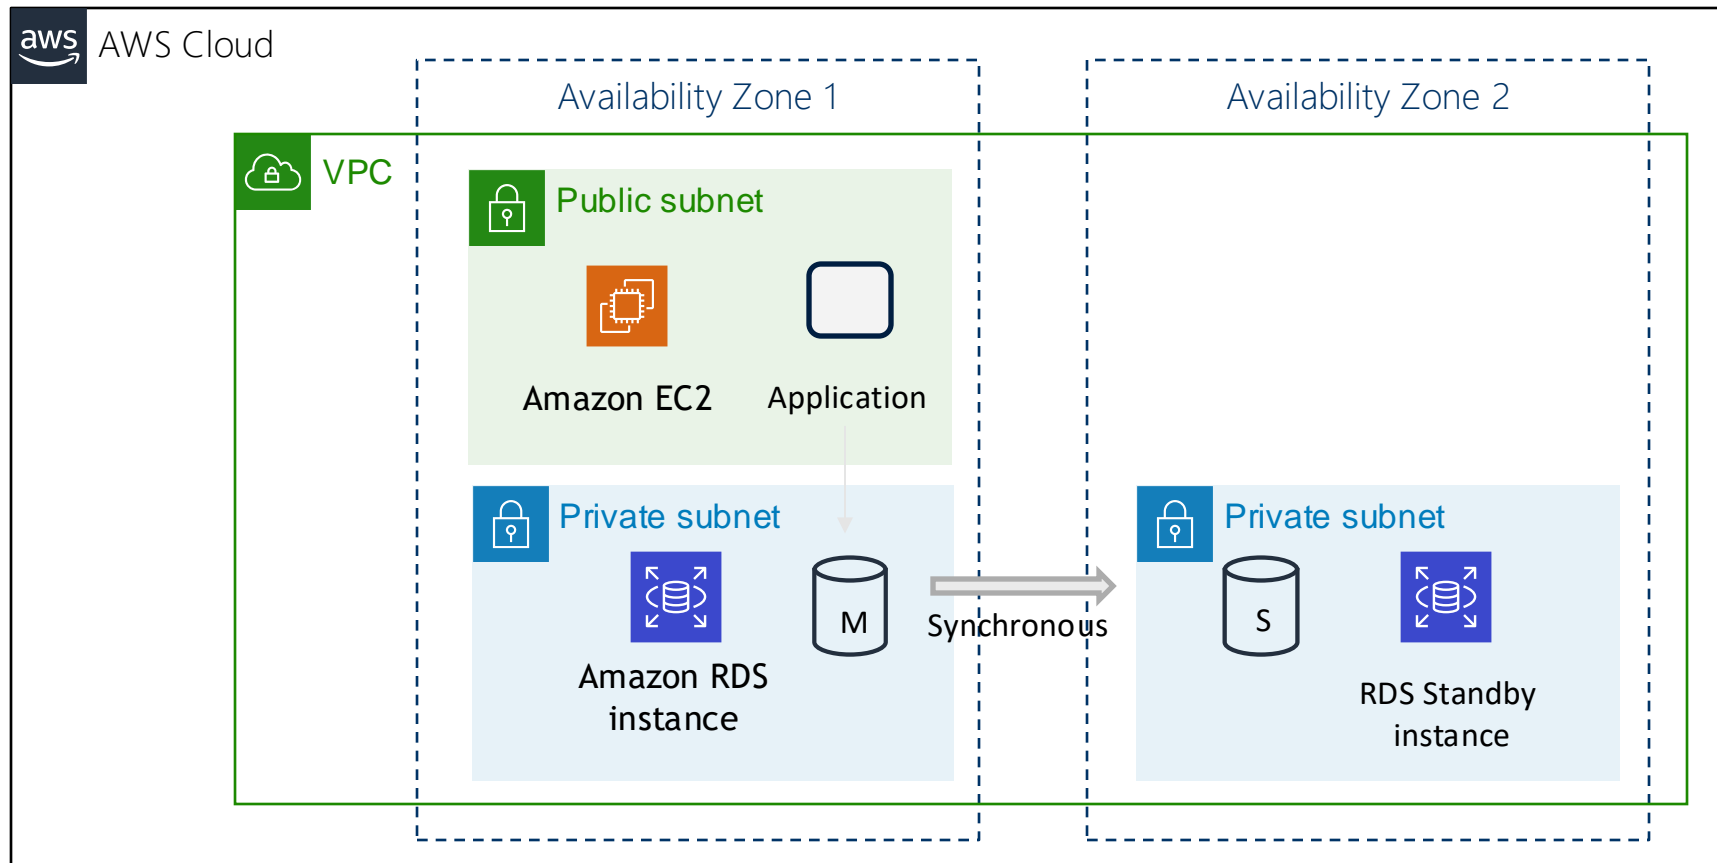 aws
AWS Cloud
Availability Zone 1
Availability Zone 2
VPC
Public subnet
Amazon EC2
Application
Private subnet
Private subnet
M
Synchronous
S
Amazon RDS
instance
RDS Standby
instance